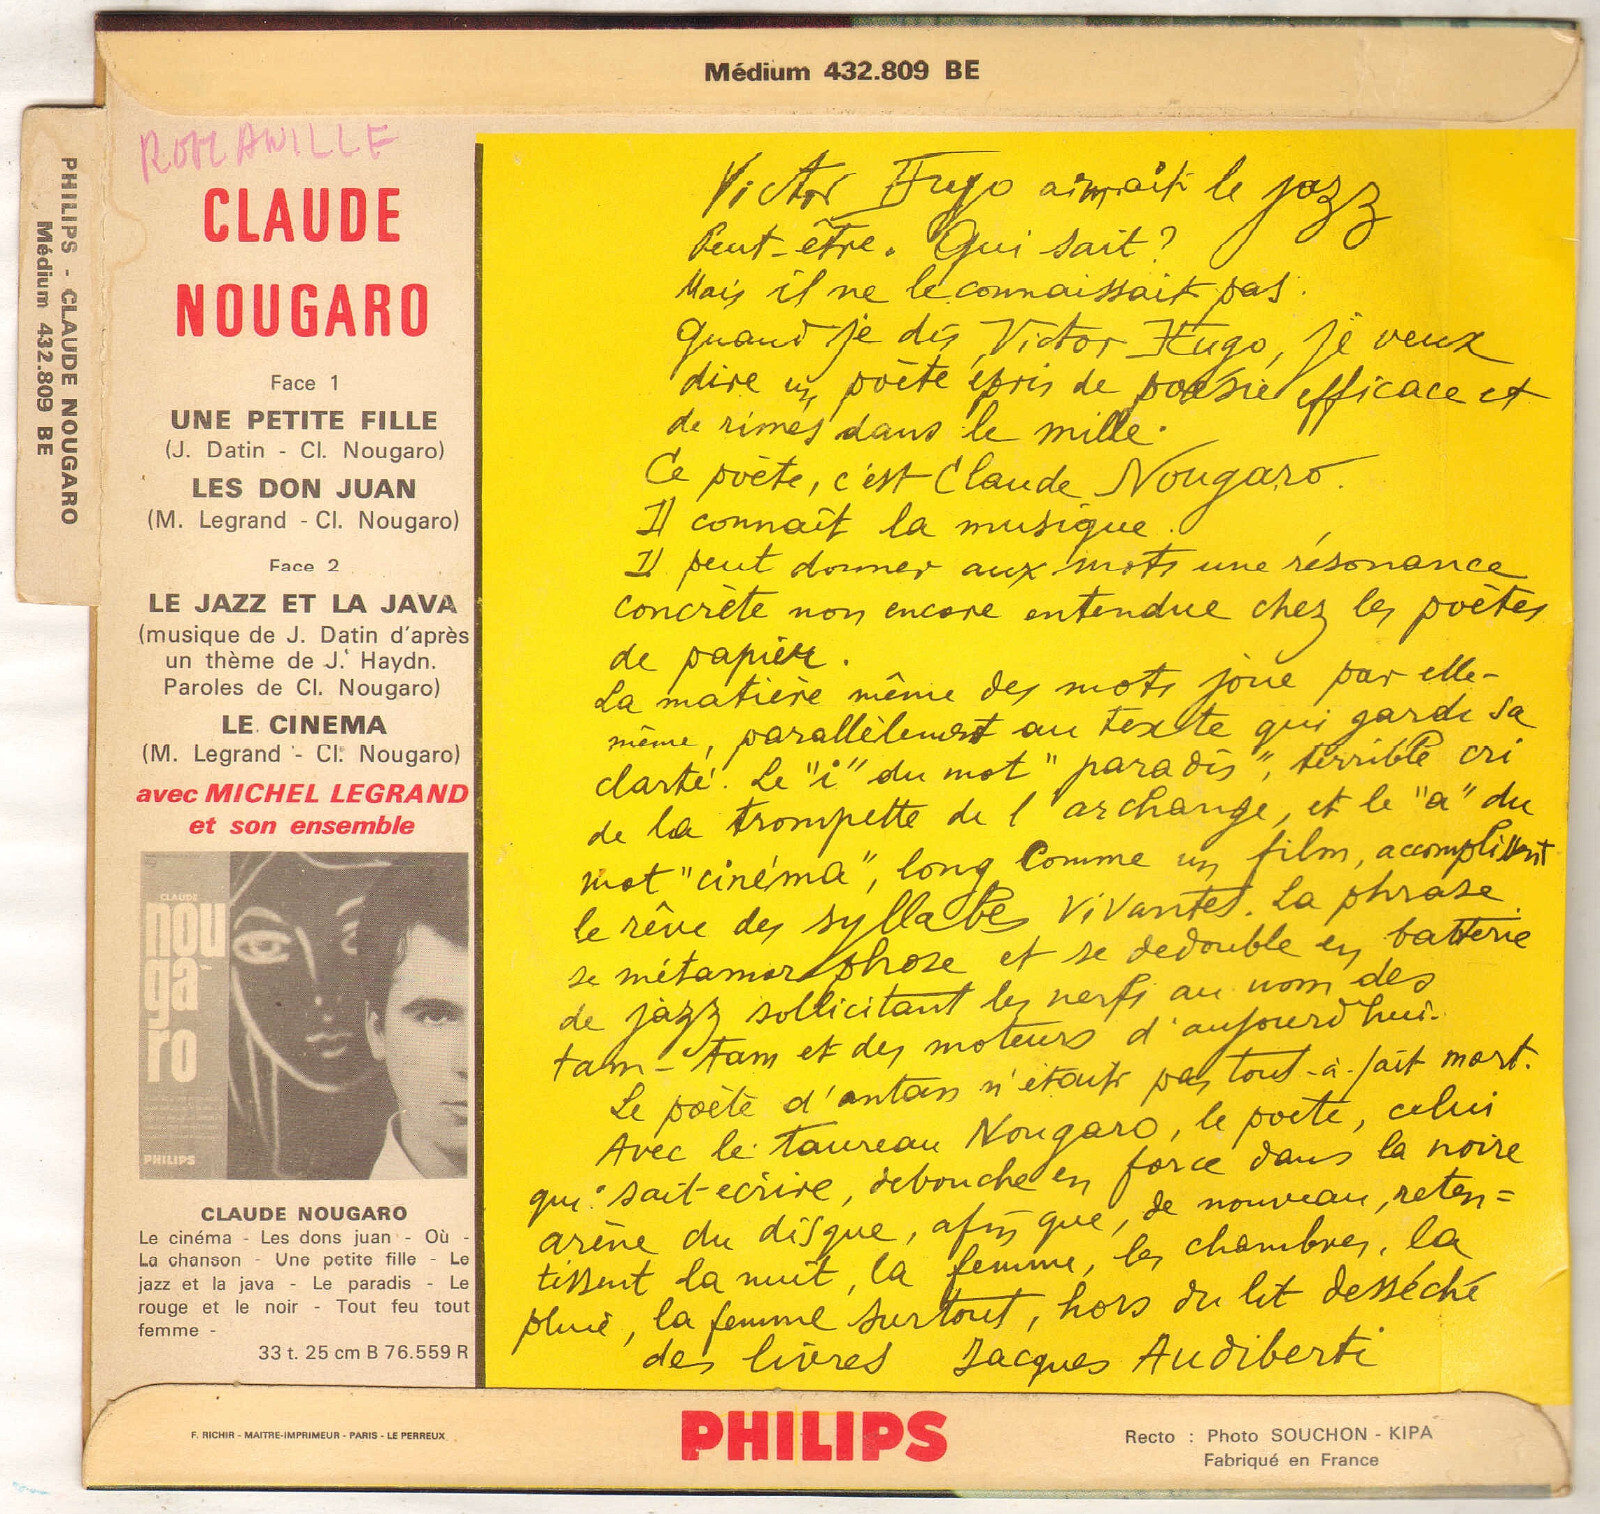 Médium 432.809 BE
PHILIPS - CLAUDE NOUGARO
Médium 432.809 BE
CLAUDE
NOUGARO
Face 1
UNE PETITE FILLE
(J. Datin - Cl. Nougaro)
LES DON JUAN
(M. Legrand - Cl. Nougaro)
Face 2
LE JAZZ ET LA JAVA
(musique de J. Datin d'après
un thème de J. Haydn.
Paroles de Cl. Nougaro)
LE CINEMA
(M. Legrand - Cl. Nougaro)
avec MICHEL LEGRAND
et son ensemble
CLAUDE
nou
ga
ro
PHILIPS
CLAUDE NOUGARO
Le cinéma - Les dons juan - Où -
La chanson - Une petite fille - Le
jazz et la java - Le paradis - Le
rouge et le noir - Tout feu tout
femme -
33 t. 25 cm B 76.559 R
Victor Hugo aimait le jazz
Peut-être. Qui sait ?
Mais il ne le connaissait pas.
Quand je dis Victor Hugo, je veux
dire un poète épris de poésie efficace et
de rimes dans le mille.
Ce poète, c'est Claude Nougaro.
Il connaît la musique.
Il peut donner aux mots une résonance
concrète non encore entendue chez les poètes
de papier.
La matière même des mots joue par elle-
même, parallèlement au texte qui garde sa
clarté. Le "i" du mot "paradis", terrible cri
de la trompette de l'archange, et le "a" du
mot "cinéma", long comme un film, accomplissent
le rêve des syllabes vivantes. La phrase
se métamorphose et se dedouble en batterie
de jazz sollicitant les nerfs au nom des
tam-tam et des moteurs d'aujourd'hui.
Le poète d'antan n'était pas tout-à-fait mort.
Avec le taureau Nougaro, le poete, celui
qui sait ecrire, debouche en force dans la noire
arène du disque, afin que, de nouveau, reten=
tissent la nuit, la femme, les chambres, la
pluie, la femme surtout, hors du lit desséché
des livres Jacques Audiberti
F. RICHIR - MAITRE-IMPRIMEUR - PARIS - LE PERREUX
PHILIPS
Recto : Photo SOUCHON - KIPA
Fabriqué en France